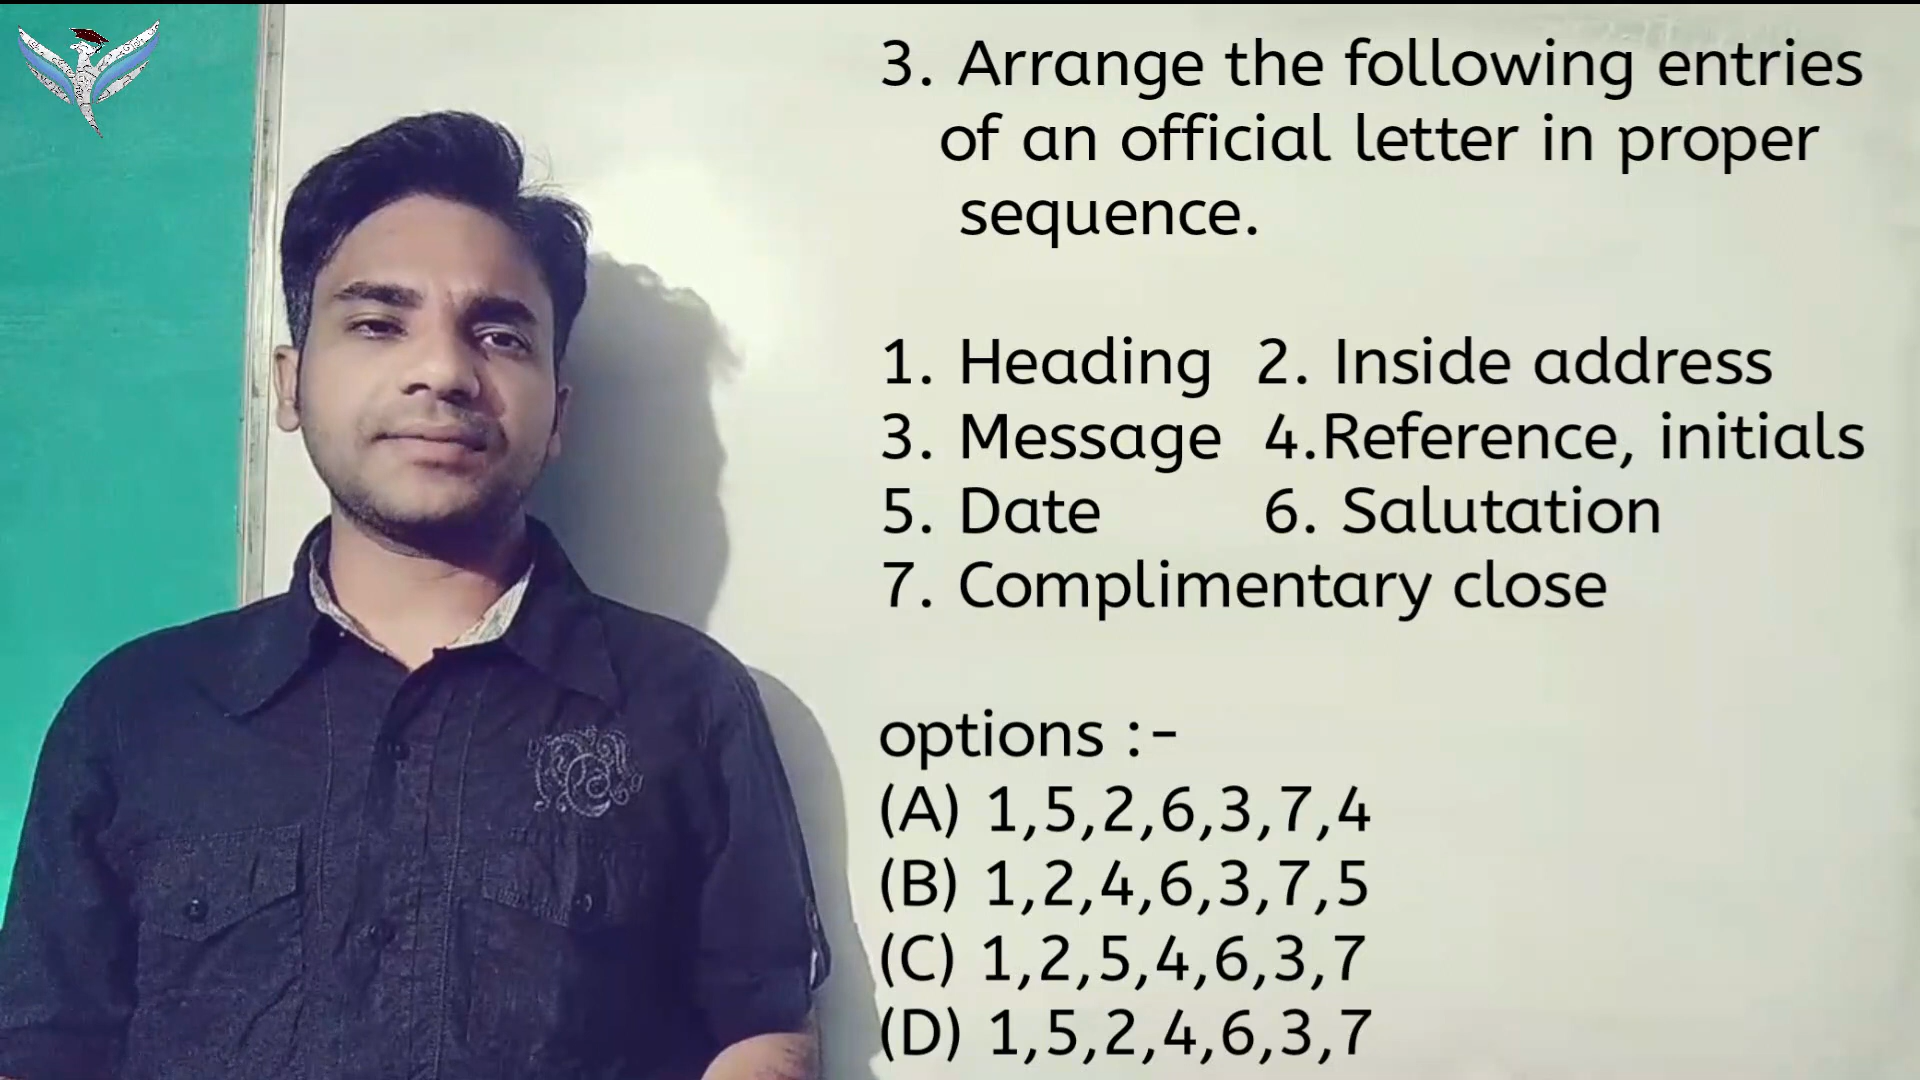 3. Arrange the following entries
of an official letter in proper
sequence.
1. Heading 2. Inside address
3. Message 4.Reference, initials
5. Date 6. Salutation
7. Complimentary close
options :-
(A) 1,5,2,6,3,7,4
(B) 1,2,4,6,3,7,5
(C) 1,2,5,4,6,3,7
(D) 1,5,2,4,6,3,7